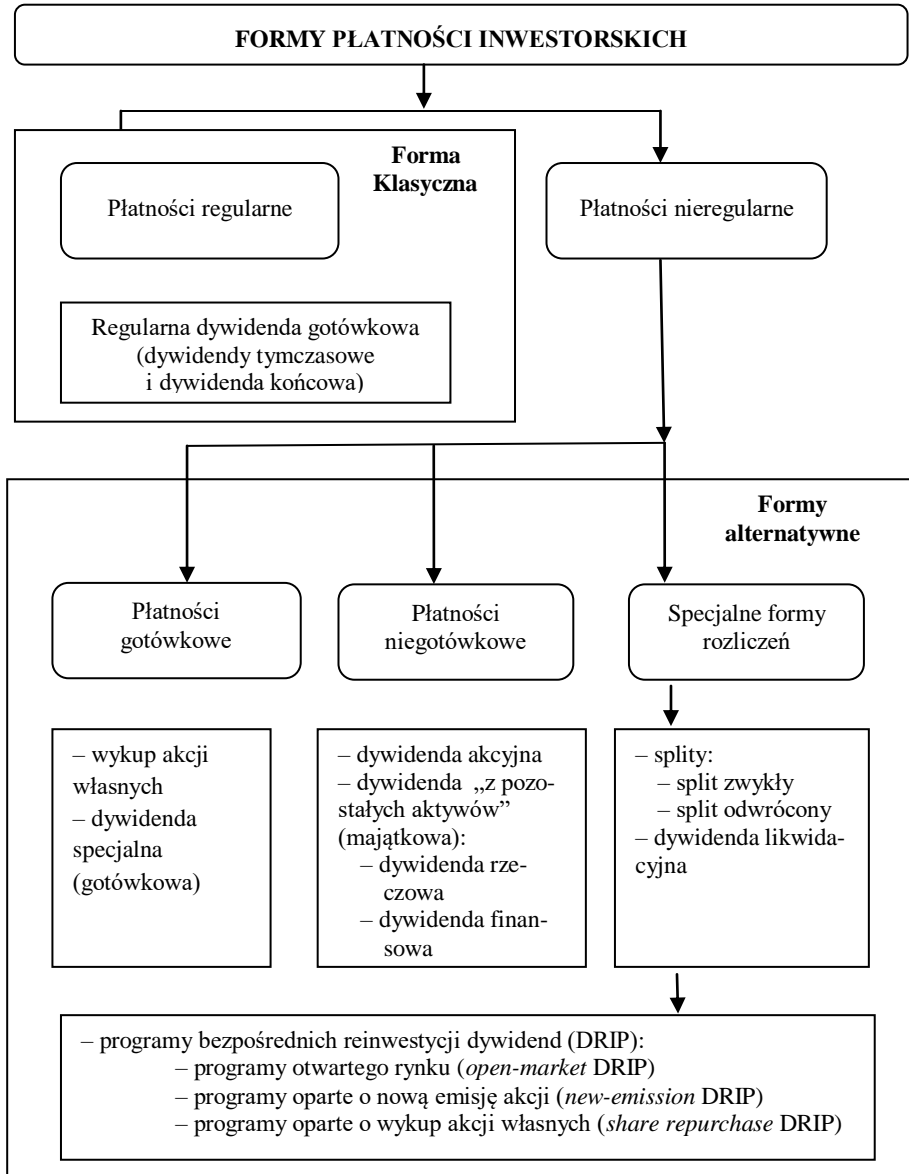 FORMY PŁATNOŚCI INWESTORSKICH
Forma
Klasyczna
Płatności regularne
Płatności nieregularne
Regularna dywidenda gotówkowa
(dywidendy tymczasowe
i dywidenda końcowa)
Formy
alternatywne
Płatności
gotówkowe
Płatności
niegotówkowe
Specjalne formy
rozliczeń
– wykup akcji
własnych
– dywidenda
specjalna
(gotówkowa)
– dywidenda akcyjna
– dywidenda „z pozo-
stałych aktywów”
(majątkowa):
– dywidenda rze-
czowa
– dywidenda finan-
sowa
– splity:
– split zwykły
– split odwrócony
– dywidenda likwida-
cyjna
– programy bezpośrednich reinwestycji dywidend (DRIP):
– programy otwartego rynku (open-market DRIP)
– programy oparte o nową emisję akcji (new-emission DRIP)
– programy oparte o wykup akcji własnych (share repurchase DRIP)